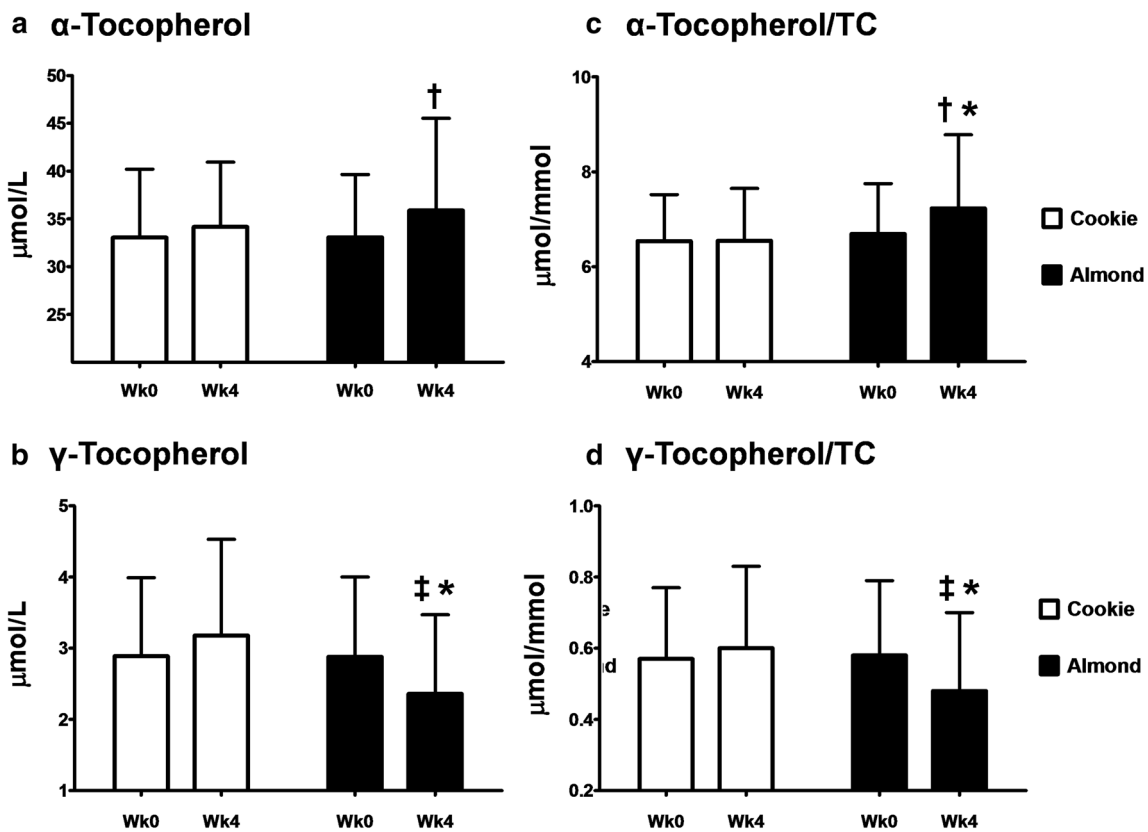 a α-Tocopherol
50
45
40
35
30
25
μmol/L
†
Wk0 Wk4 Wk0 Wk4
c α-Tocopherol/TC
10
8
6
4
μmol/mmol
† *
Wk0 Wk4 Wk0 Wk4
Cookie
Almond
b γ-Tocopherol
5
4
3
2
1
μmol/L
‡ *
Wk0 Wk4 Wk0 Wk4
d γ-Tocopherol/TC
1.0
0.8
0.6
0.4
0.2
μmol/mmol
e
nd
‡ *
Wk0 Wk4 Wk0 Wk4
Cookie
Almond